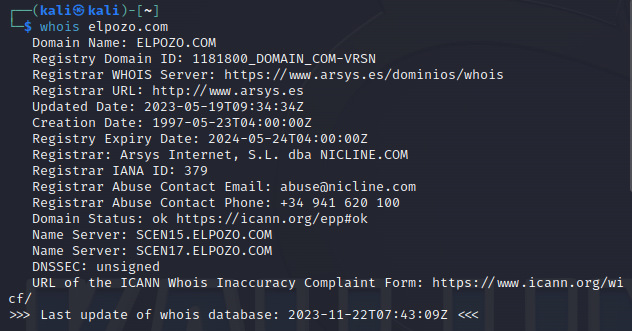 (kali㉿kali)-[~]
$ whois elpozo.com
Domain Name: ELPOZO.COM
Registry Domain ID: 1181800_DOMAIN_COM-VRSN
Registrar WHOIS Server: https://www.arsys.es/dominios/whois
Registrar URL: http://www.arsys.es
Updated Date: 2023-05-19T09:34:34Z
Creation Date: 1997-05-23T04:00:00Z
Registry Expiry Date: 2024-05-24T04:00:00Z
Registrar: Arsys Internet, S.L. dba NICLINE.COM
Registrar IANA ID: 379
Registrar Abuse Contact Email: abuse@nicline.com
Registrar Abuse Contact Phone: +34 941 620 100
Domain Status: ok https://icann.org/epp#ok
Name Server: SCEN15.ELPOZO.COM
Name Server: SCEN17.ELPOZO.COM
DNSSEC: unsigned
URL of the ICANN Whois Inaccuracy Complaint Form: https://www.icann.org/wi
cf/
>>> Last update of whois database: 2023-11-22T07:43:09Z <<<